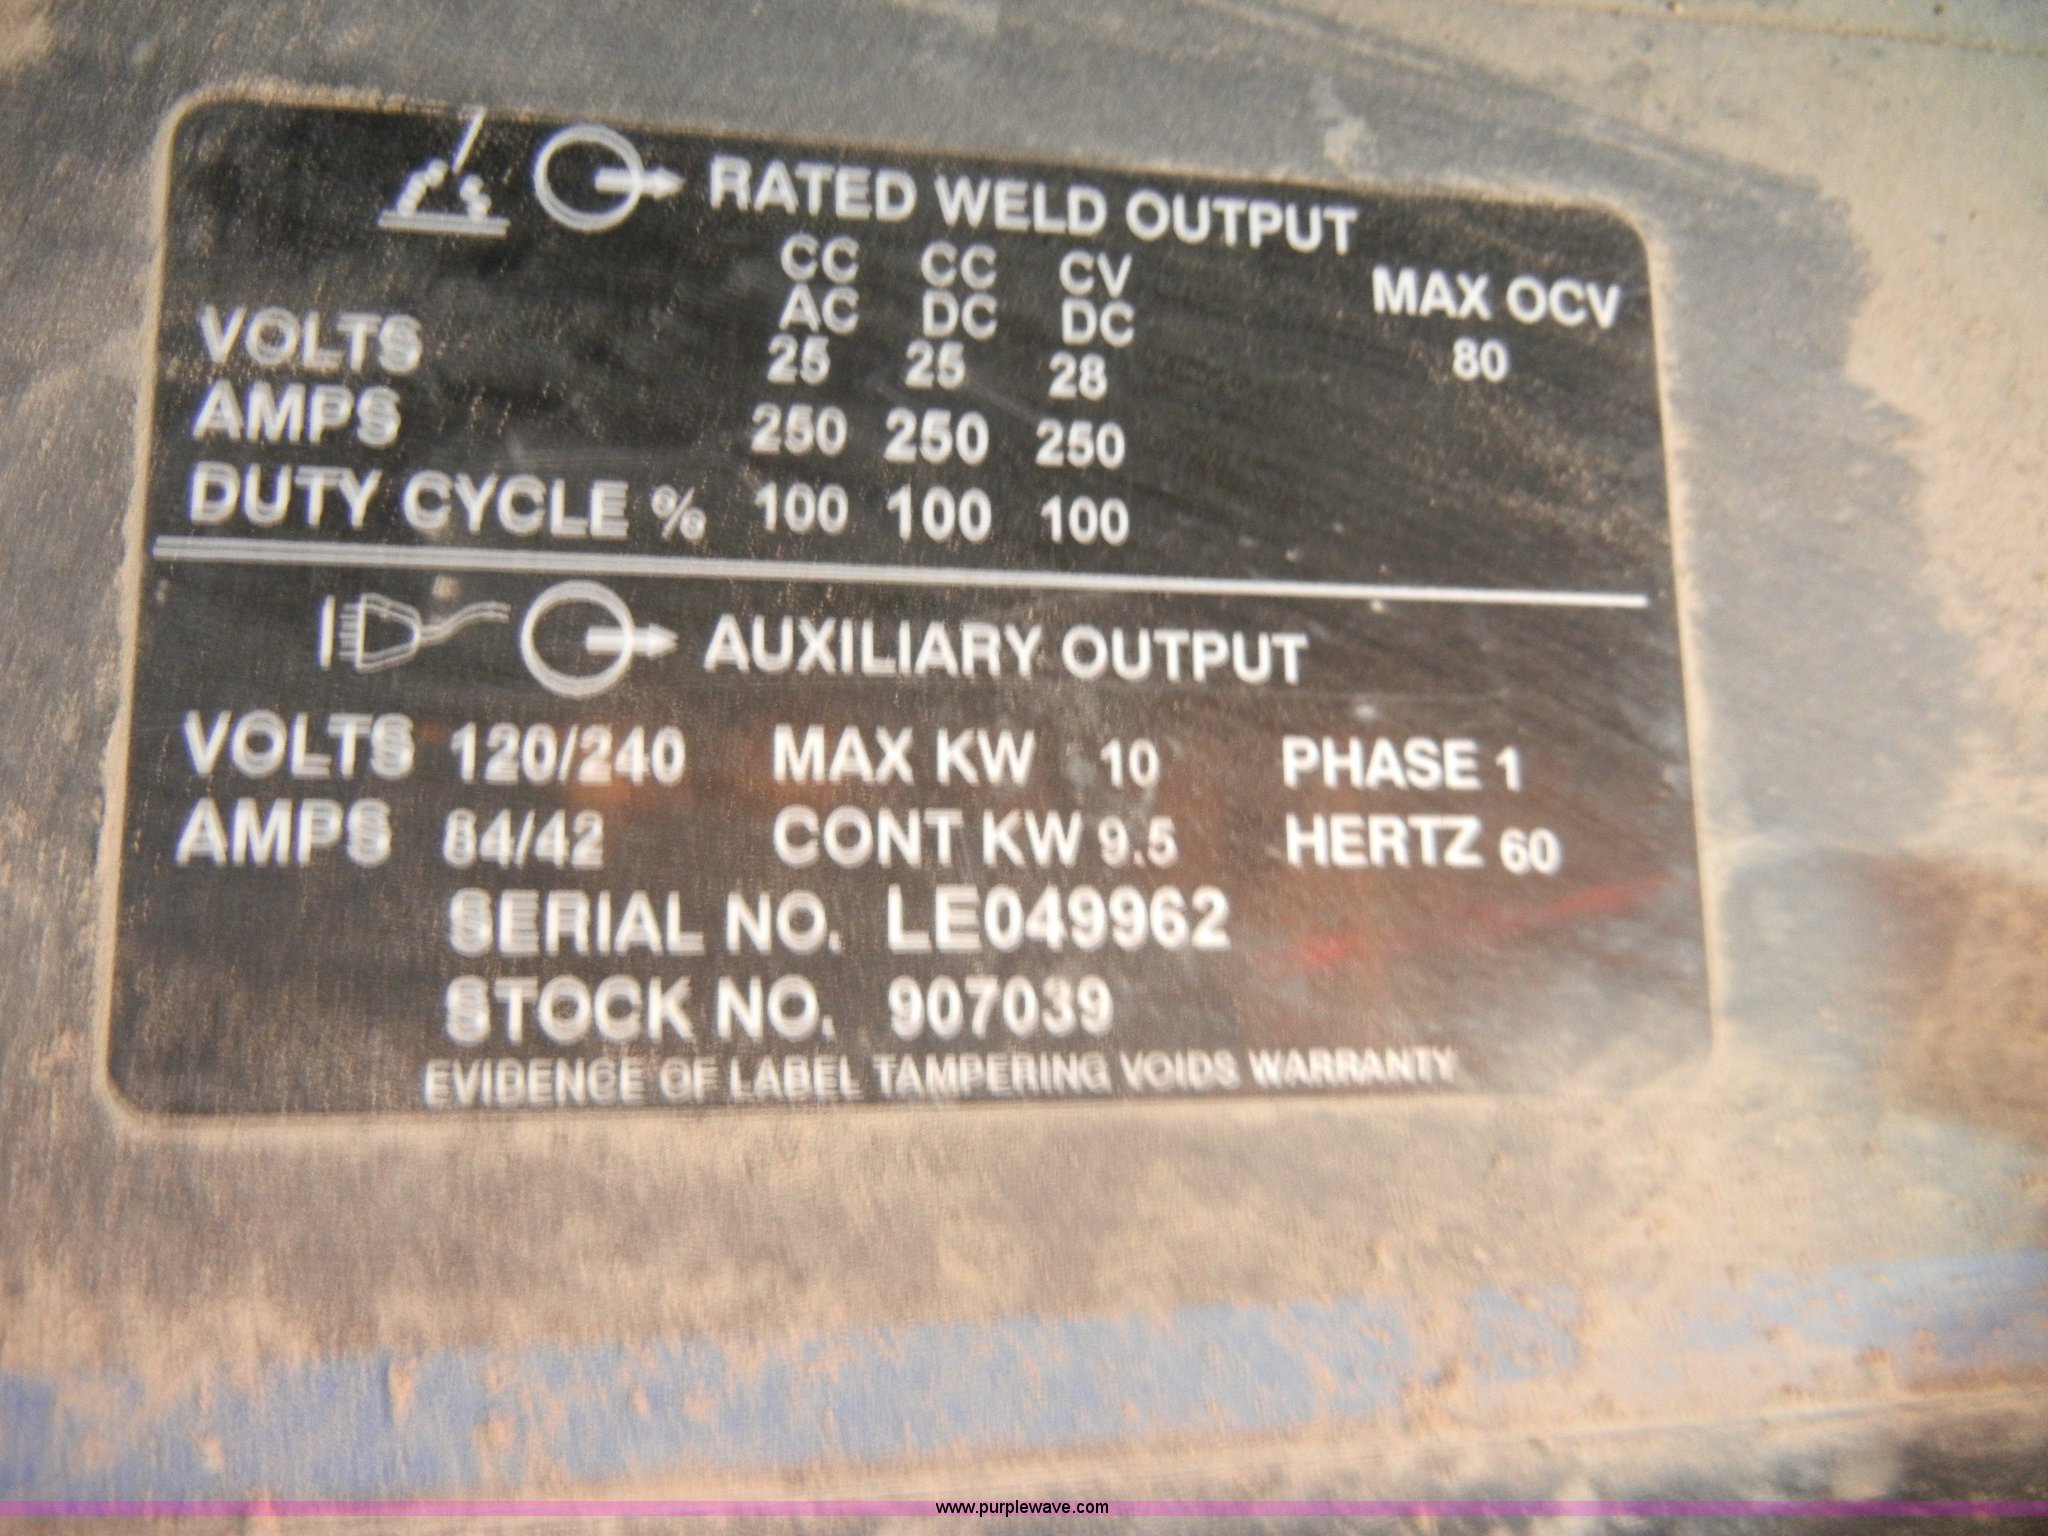 RATED WELD OUTPUT
CC CC CV MAX OCV
AC DC DC
VOLTS 25 25 28 80
AMPS 250 250 250
DUTY CYCLE % 100 100 100
AUXILIARY OUTPUT
VOLTS 120/240 MAX KW 10 PHASE 1
AMPS 84/42 CONT KW 9.5 HERTZ 60
SERIAL NO. LE049962
STOCK NO. 907039
EVIDENCE OF LABEL TAMPERING VOIDS WARRANTY
www.purplewave.com